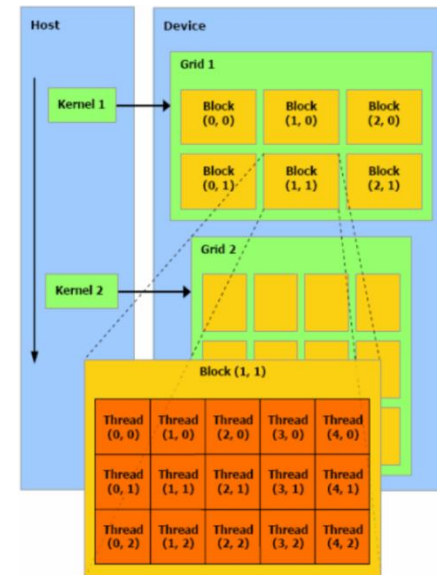 Host
Device
Grid 1
Kernel 1
Block
(0, 0)
Block
(1, 0)
Block
(2, 0)
Block
(0, 1)
Block
(1, 1)
Block
(2, 1)
Grid 2
Kernel 2
Block (1, 1)
Thread
(0, 0)
Thread
(1, 0)
Thread
(2, 0)
Thread
(3, 0)
Thread
(4, 0)
Thread
(0, 1)
Thread
(1, 1)
Thread
(2, 1)
Thread
(3, 1)
Thread
(4, 1)
Thread
(0, 2)
Thread
(1, 2)
Thread
(2, 2)
Thread
(3, 2)
Thread
(4, 2)